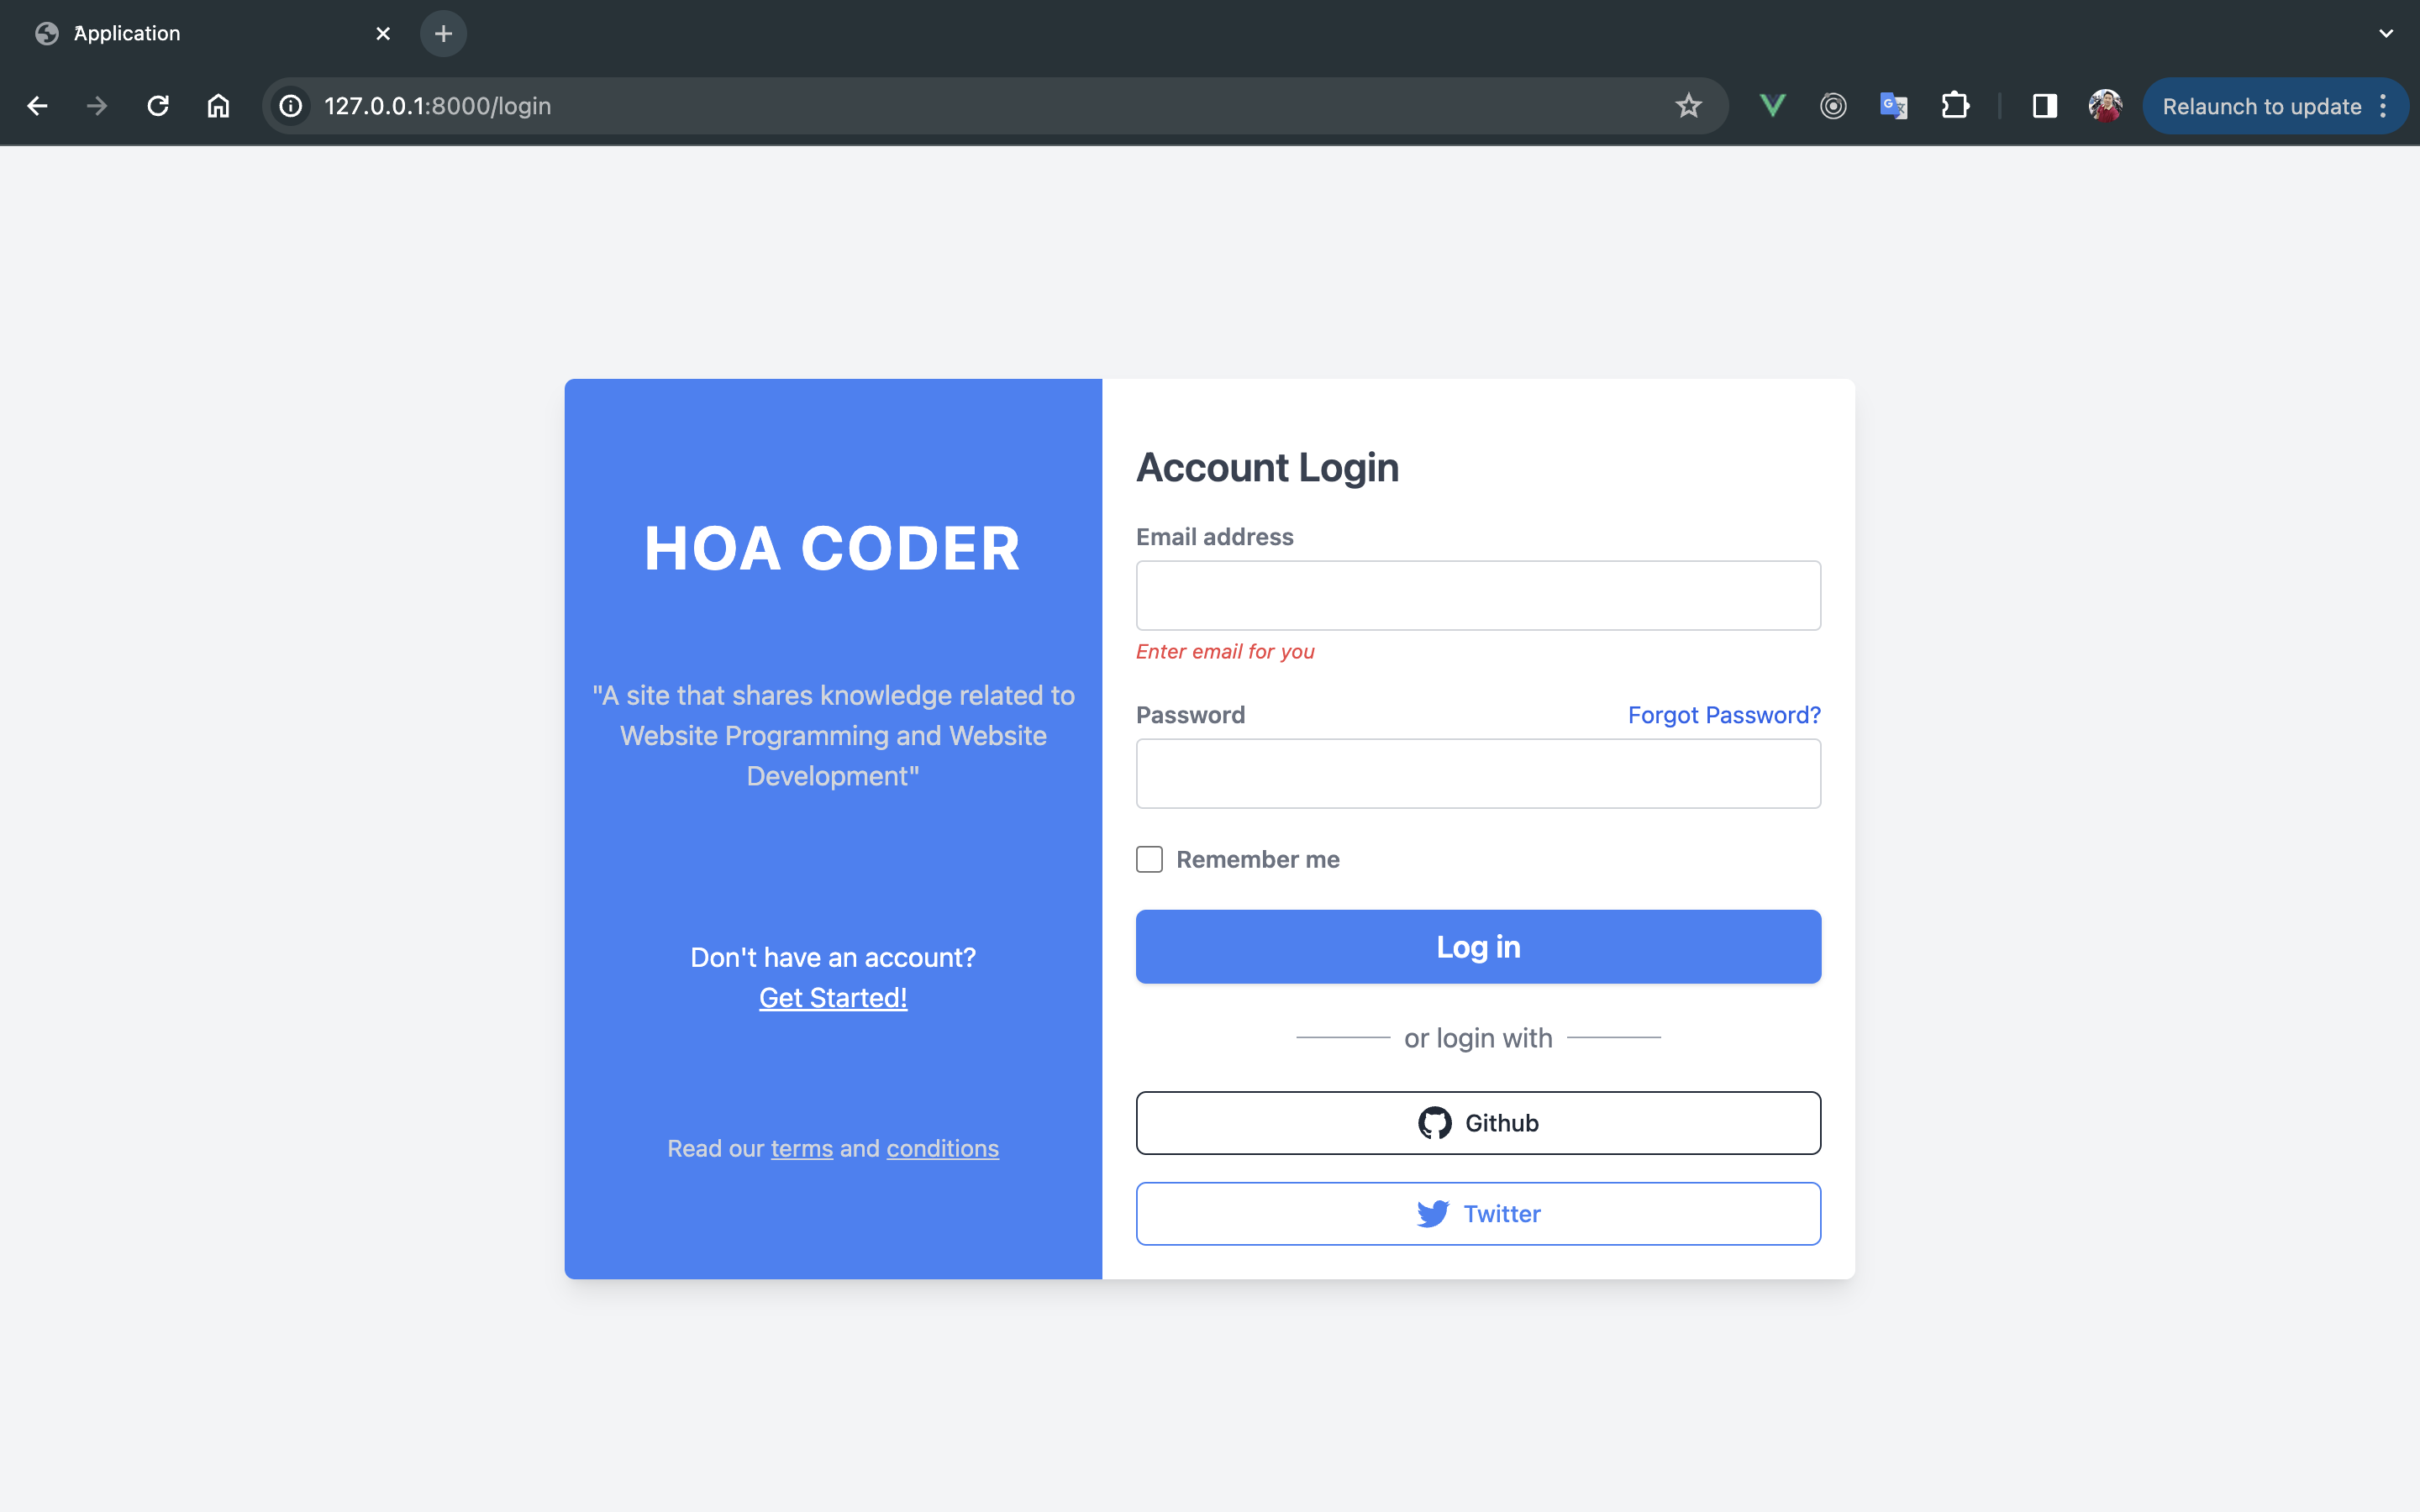 Application
127.0.0.1:8000/login
Relaunch to update
HOA CODER
"A site that shares knowledge related to
Website Programming and Website
Development"
Don't have an account?
Get Started!
Read our terms and conditions
Account Login
Email address
Enter email for you
Password
Forgot Password?
Remember me
Log in
or login with
Github
Twitter